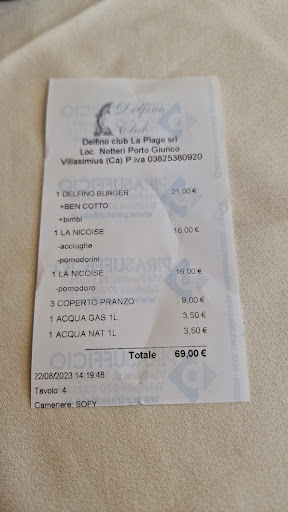 Delfino
Club
Delfino club La Plage srl
Loc. Notteri Porto Giunco
Villasimius (Ca) P.iva 03825380920
1 DELFINO BURGER 21,00 €
+BEN COTTO
+bimbi
1 LA NICOISE 16,00 €
-acciughe
-pomodorini
1 LA NICOISE 16,00 €
-pomodoro
3 COPERTO PRANZO 9,00 €
1 ACQUA GAS 1L 3,50 €
1 ACQUA NAT 1L 3,50 €
Totale 69,00 €
22/08/2023 14:19:48
Tavolo: 4
Cameriere: SOFY